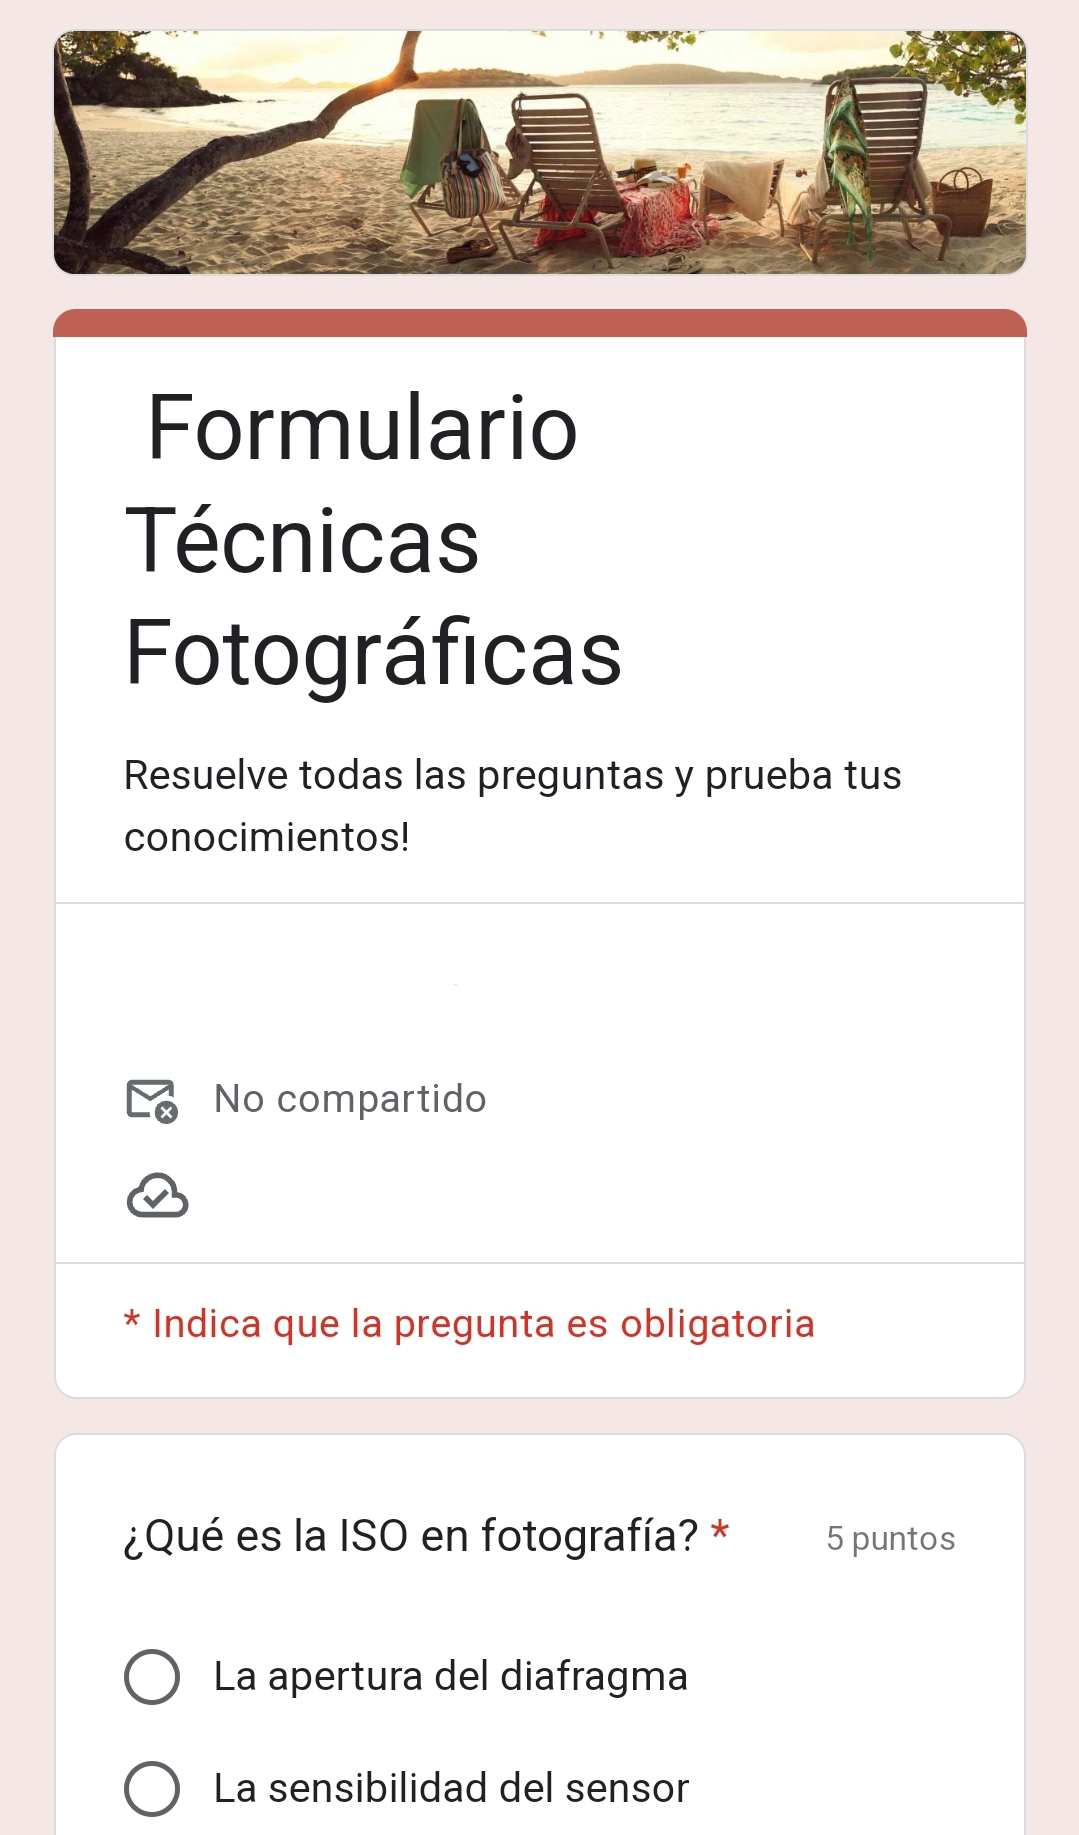 Formulario
Técnicas
Fotográficas
Resuelve todas las preguntas y prueba tus
conocimientos!
No compartido
* Indica que la pregunta es obligatoria
¿Qué es la ISO en fotografía? *
5 puntos
La apertura del diafragma
La sensibilidad del sensor